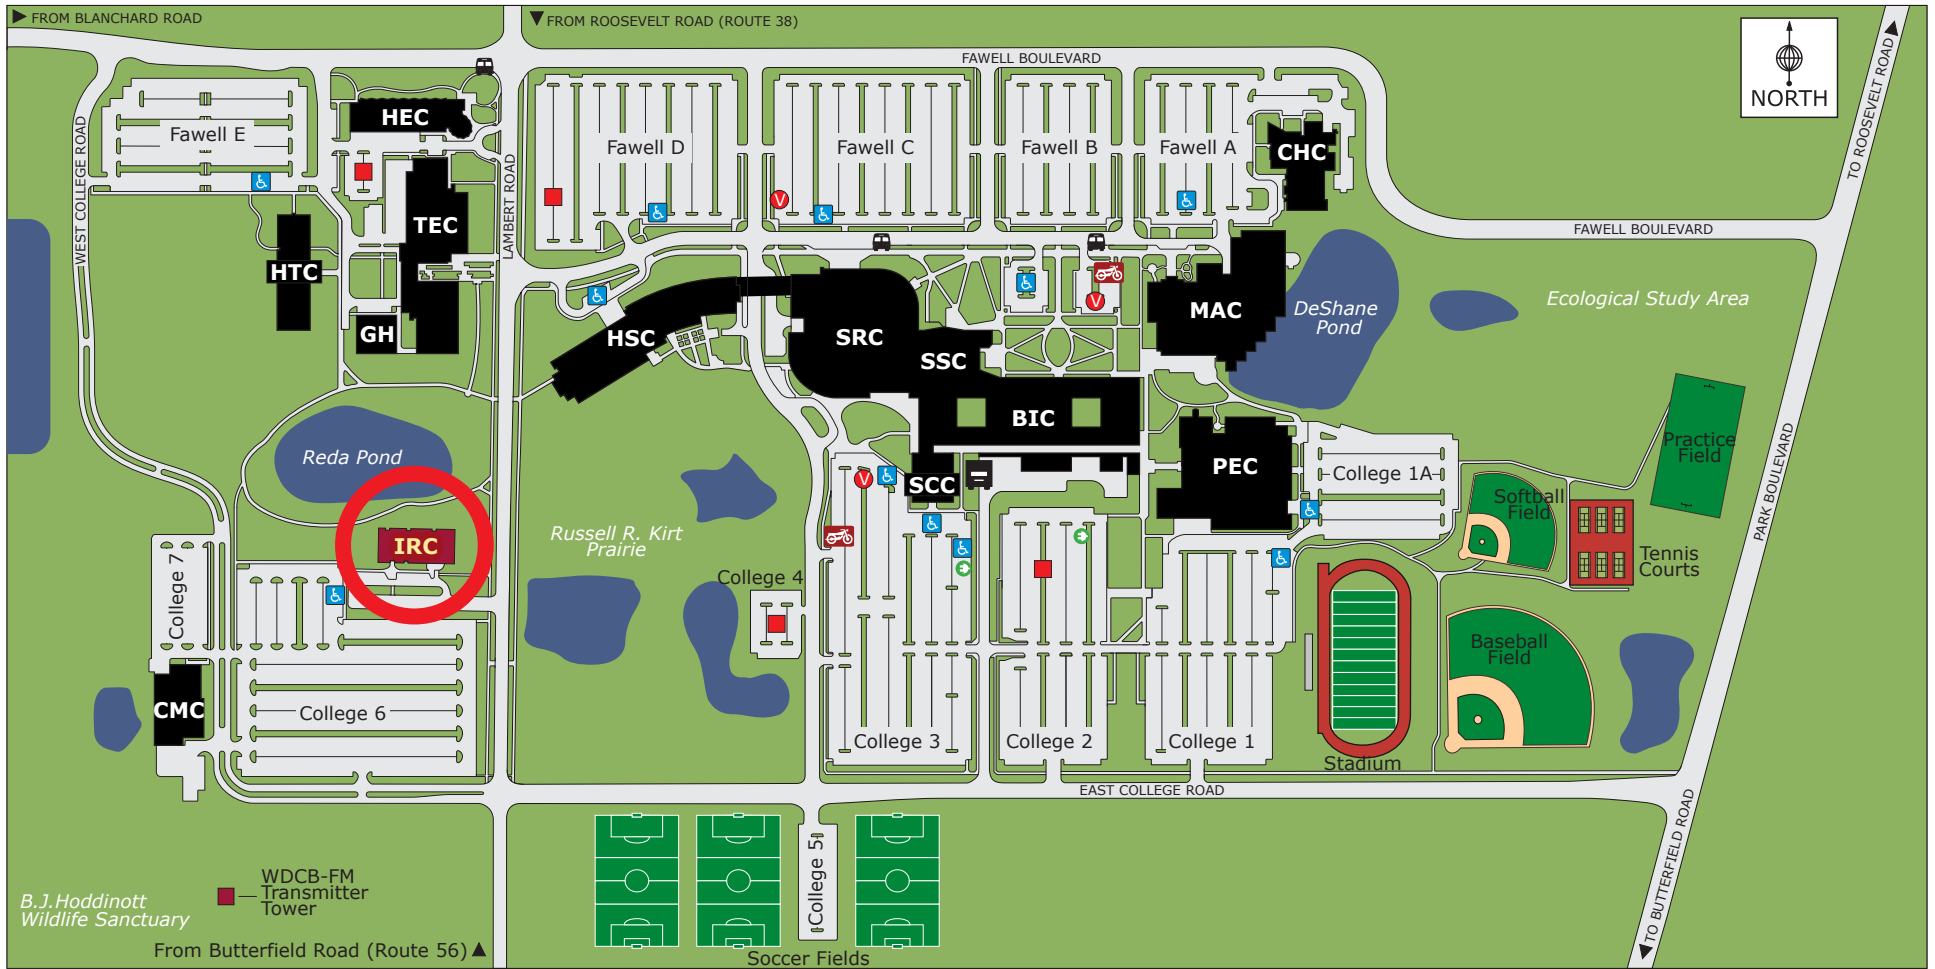 FROM BLANCHARD ROAD
FROM ROOSEVELT ROAD (ROUTE 38)
FAWELL BOULEVARD
NORTH
TO ROOSEVELT ROAD
WEST COLLEGE ROAD
Fawell E
HEC
LAMBERT ROAD
Fawell D
Fawell C
Fawell B
Fawell A
CHC
TEC
V
FAWELL BOULEVARD
HTC
GH
HSC
SRC
SSC
V
MAC
DeShane
Pond
Ecological Study Area
BIC
Reda Pond
PEC
College 1A
Practice
Field
PARK BOULEVARD
V
SCC
Softball
Field
IRC
Russell R. Kirt
Prairie
Tennis
Courts
College 7
College 4
Baseball
Field
CMC
College 6
College 3
College 2
College 1
Stadium
EAST COLLEGE ROAD
TO BUTTERFIELD ROAD
College 5
WDCB-FM
Transmitter
Tower
B.J.Hoddinott
Wildlife Sanctuary
From Butterfield Road (Route 56)
Soccer Fields